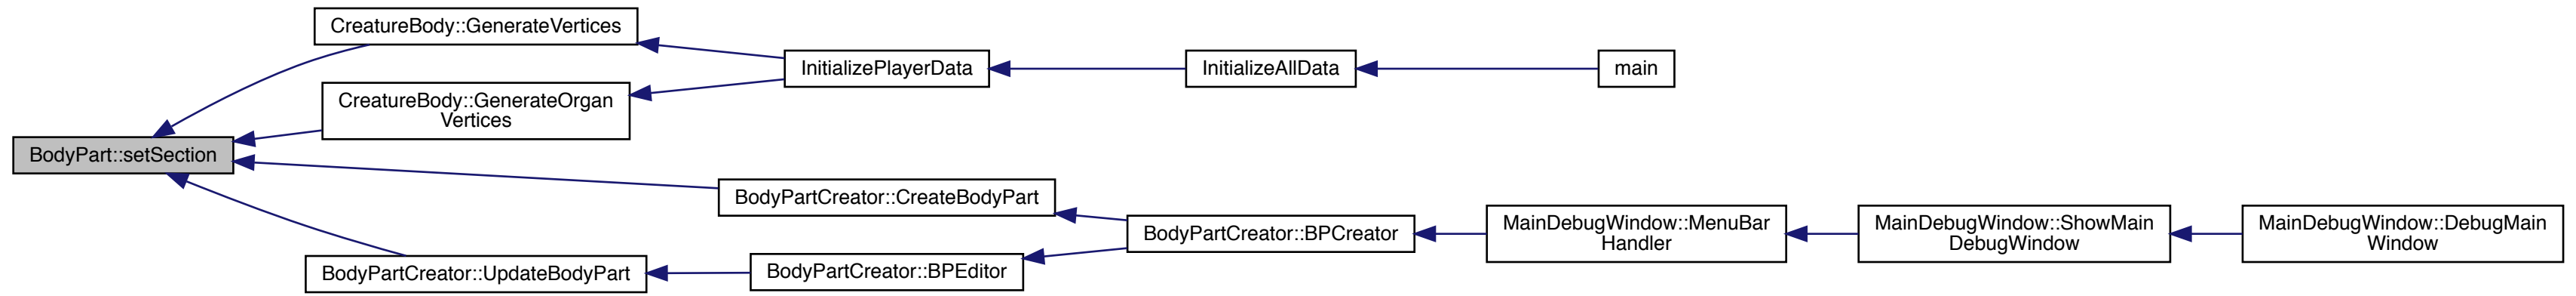 CreatureBody::GenerateVertices
InitializePlayerData
InitializeAllData
main
CreatureBody::GenerateOrgan
Vertices
BodyPart::setSection
BodyPartCreator::CreateBodyPart
BodyPartCreator::BPCreator
MainDebugWindow::MenuBar
Handler
MainDebugWindow::ShowMain
DebugWindow
MainDebugWindow::DebugMain
Window
BodyPartCreator::UpdateBodyPart
BodyPartCreator::BPEditor